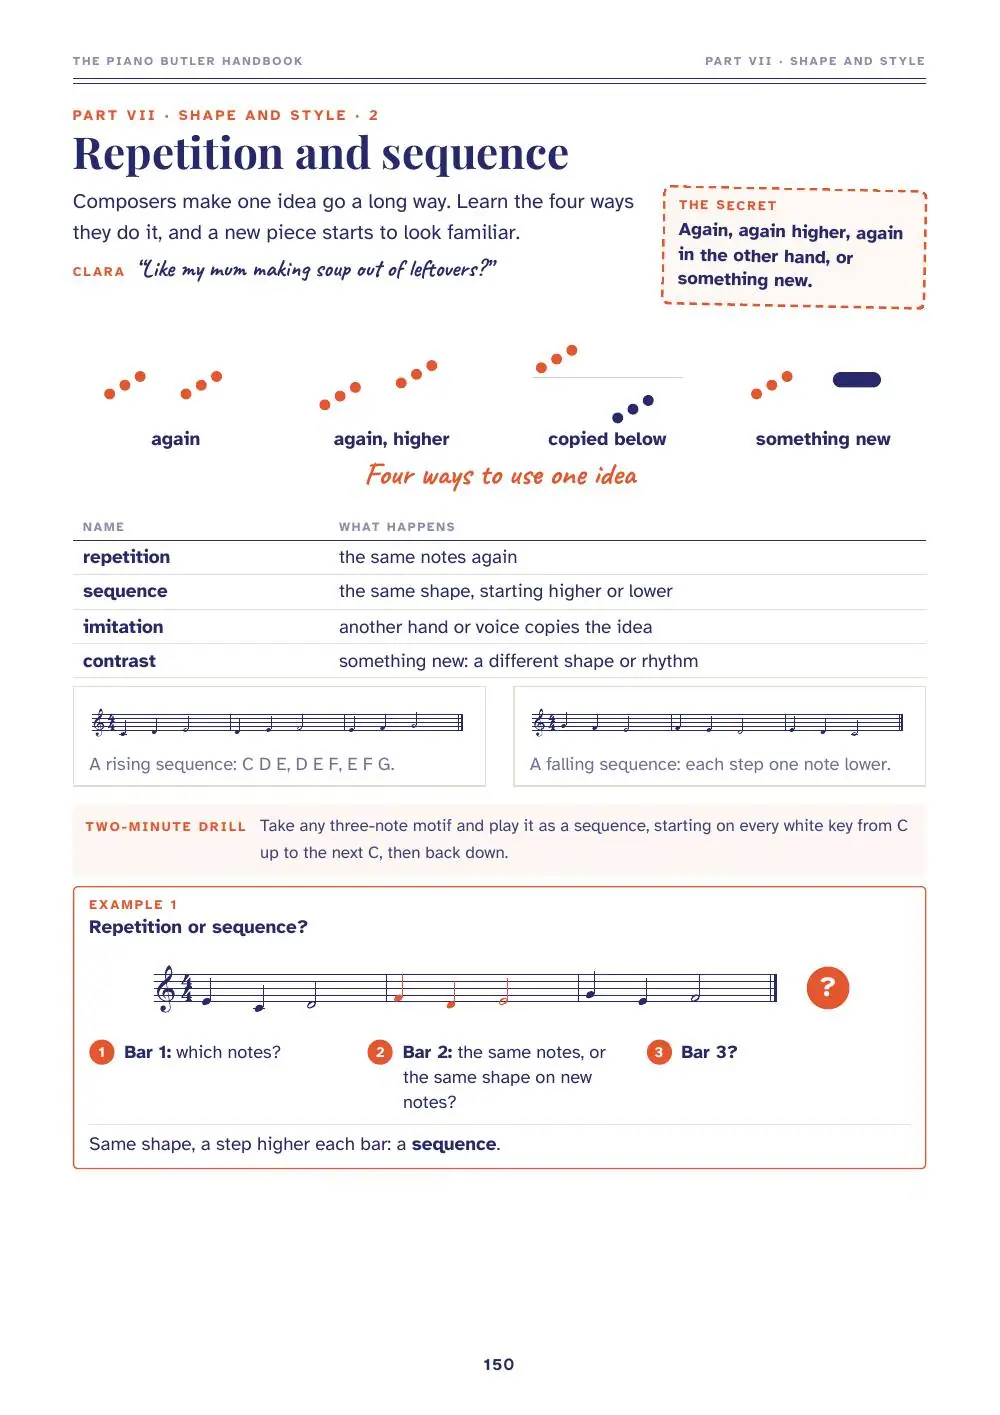 THE PIANO BUTLER HANDBOOK
PART VII · SHAPE AND STYLE
PART VII · SHAPE AND STYLE · 2
Repetition and sequence
Composers make one idea go a long way. Learn the four ways
they do it, and a new piece starts to look familiar.
CLARA “Like my mum making soup out of leftovers?”
THE SECRET
Again, again higher, again
in the other hand, or
something new.
again
again, higher
copied below
something new
Four ways to use one idea
NAME WHAT HAPPENS
repetition the same notes again
sequence the same shape, starting higher or lower
imitation another hand or voice copies the idea
contrast something new: a different shape or rhythm
A rising sequence: C D E, D E F, E F G.
A falling sequence: each step one note lower.
TWO-MINUTE DRILL Take any three-note motif and play it as a sequence, starting on every white key from C
up to the next C, then back down.
EXAMPLE 1
Repetition or sequence?
?
1 Bar 1: which notes?
2 Bar 2: the same notes, or
the same shape on new
notes?
3 Bar 3?
Same shape, a step higher each bar: a sequence.
150